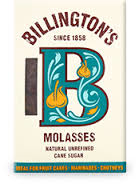 BILLINGTON'S
SINCE 1858
B
MOLASSES
NATURAL UNREFINED
CANE SUGAR
IDEAL FOR FRUIT CAKES · MARINADES · CHUTNEYS